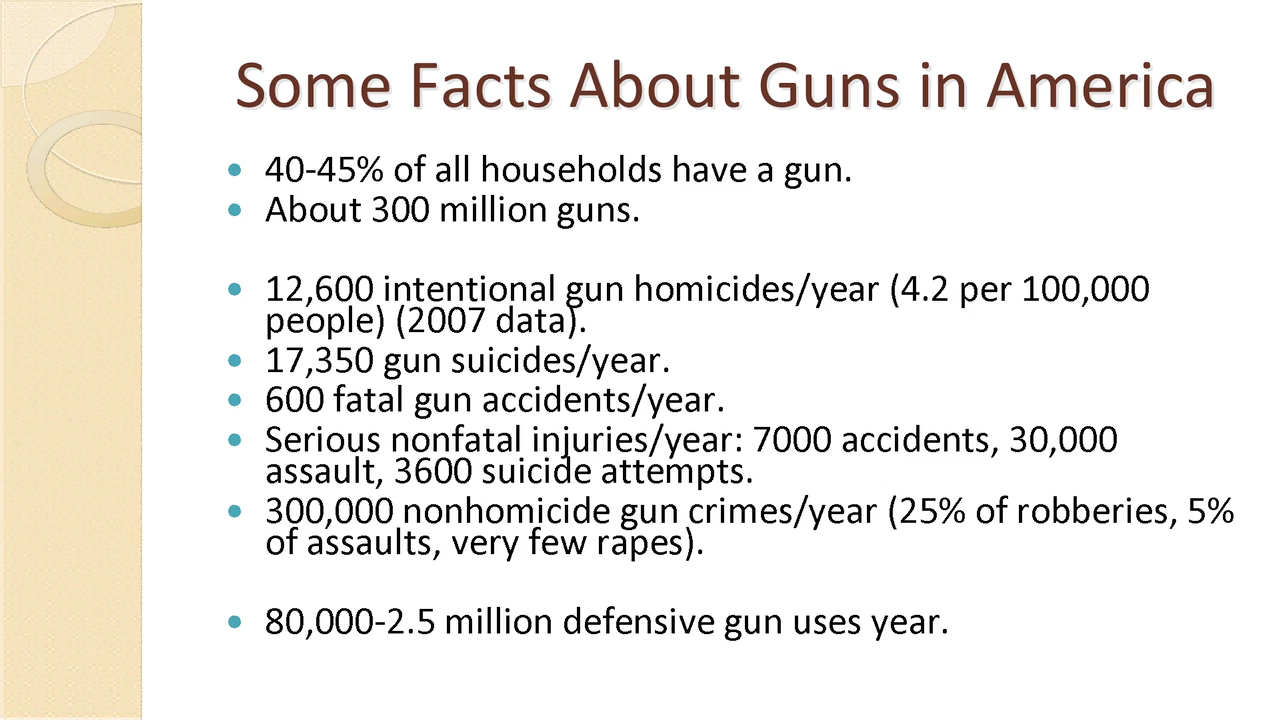 Some Facts About Guns in America
• 40-45% of all households have a gun.
• About 300 million guns.
• 12,600 intentional gun homicides/year (4.2 per 100,000
people) (2007 data).
• 17,350 gun suicides/year.
• 600 fatal gun accidents/year.
• Serious nonfatal injuries/year: 7000 accidents, 30,000
assault, 3600 suicide attempts.
• 300,000 nonhomicide gun crimes/year (25% of robberies, 5%
of assaults, very few rapes).
• 80,000-2.5 million defensive gun uses year.